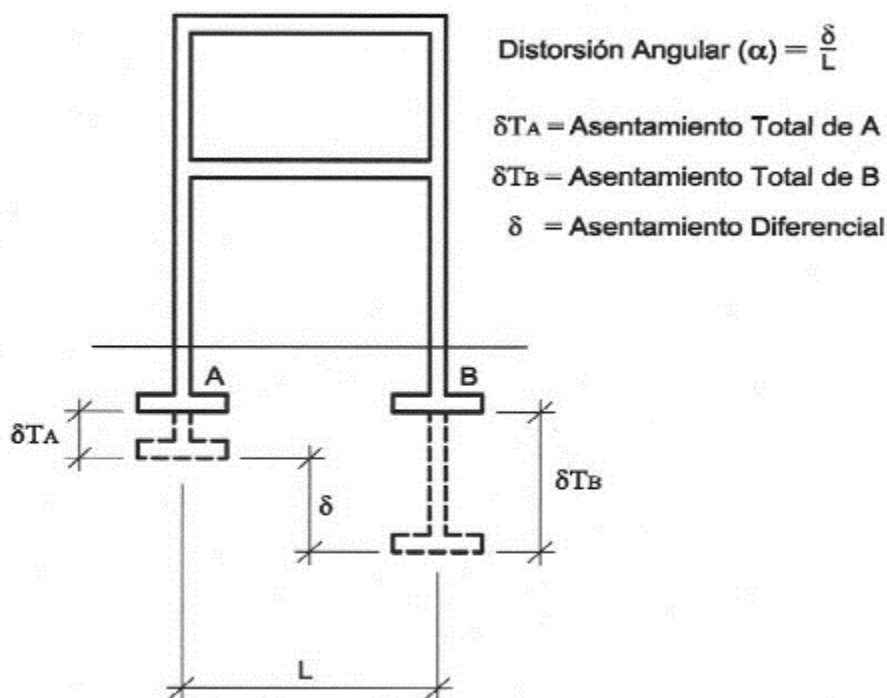 Distorsión Angular (α) = δ/L
δTA = Asentamiento Total de A
δTB = Asentamiento Total de B
δ = Asentamiento Diferencial
A
B
δTA
δTB
δ
L